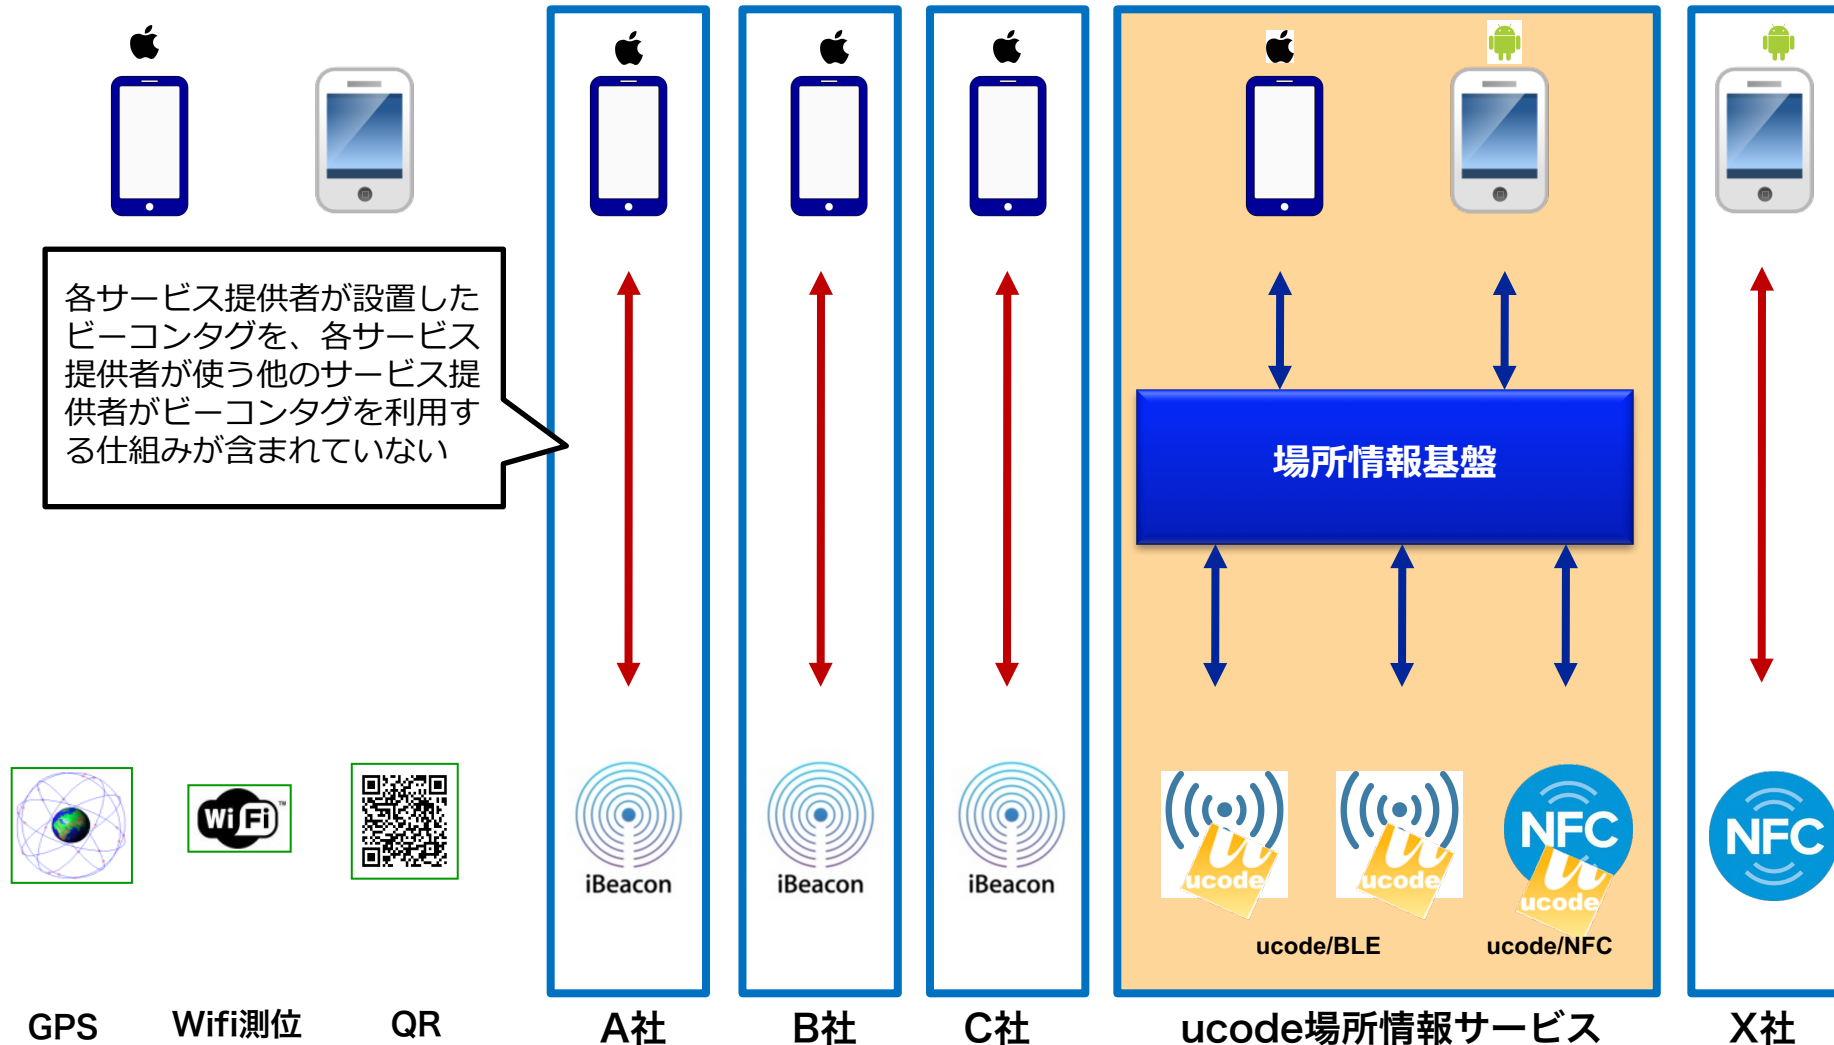 各サービス提供者が設置した
ビーコンタグを、各サービス
提供者が使う他のサービス提
供者がビーコンタグを利用す
る仕組みが含まれていない
場所情報基盤
Wi Fi
TM
iBeacon
iBeacon
iBeacon
ucode
ucode
NFC
ucode
NFC
ucode/BLE
ucode/NFC
GPS
Wifi測位
QR
A社
B社
C社
ucode場所情報サービス
X社